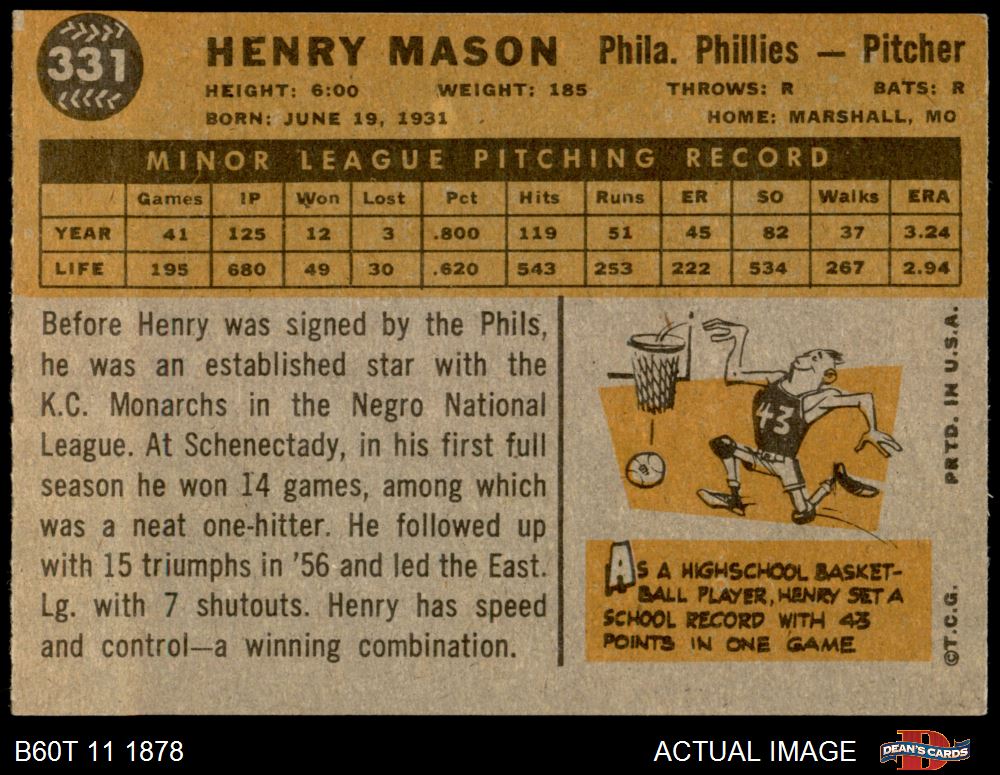 331
HENRY MASON Phila. Phillies — Pitcher
HEIGHT: 6:00 WEIGHT: 185 THROWS: R BATS: R
BORN: JUNE 19, 1931 HOME: MARSHALL, MO
MINOR LEAGUE PITCHING RECORD
Games IP Won Lost Pct Hits Runs ER SO Walks ERA
YEAR 41 125 12 3 .800 119 51 45 82 37 3.24
LIFE 195 680 49 30 .620 543 253 222 534 267 2.94
Before Henry was signed by the Phils,
he was an established star with the
K.C. Monarchs in the Negro National
League. At Schenectady, in his first full
season he won 14 games, among which
was a neat one-hitter. He followed up
with 15 triumphs in '56 and led the East.
Lg. with 7 shutouts. Henry has speed
and control—a winning combination.
43
AS A HIGHSCHOOL BASKET-
BALL PLAYER, HENRY SET A
SCHOOL RECORD WITH 43
POINTS IN ONE GAME
©T.C.G. PRTD. IN U.S.A.
B60T 11 1878 ACTUAL IMAGE DEAN'S CARDS